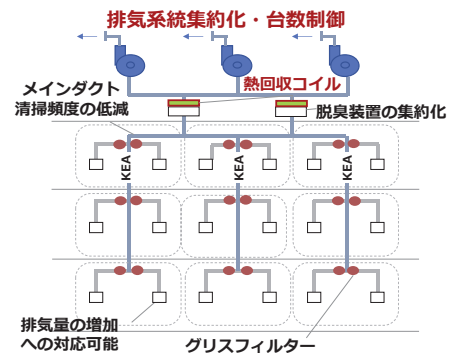 排気系統集約化・台数制御
熱回収コイル
メインダクト
清掃頻度の低減
脱臭装置の集約化
KEA
KEA
KEA
排気量の増加
への対応可能
グリスフィルター